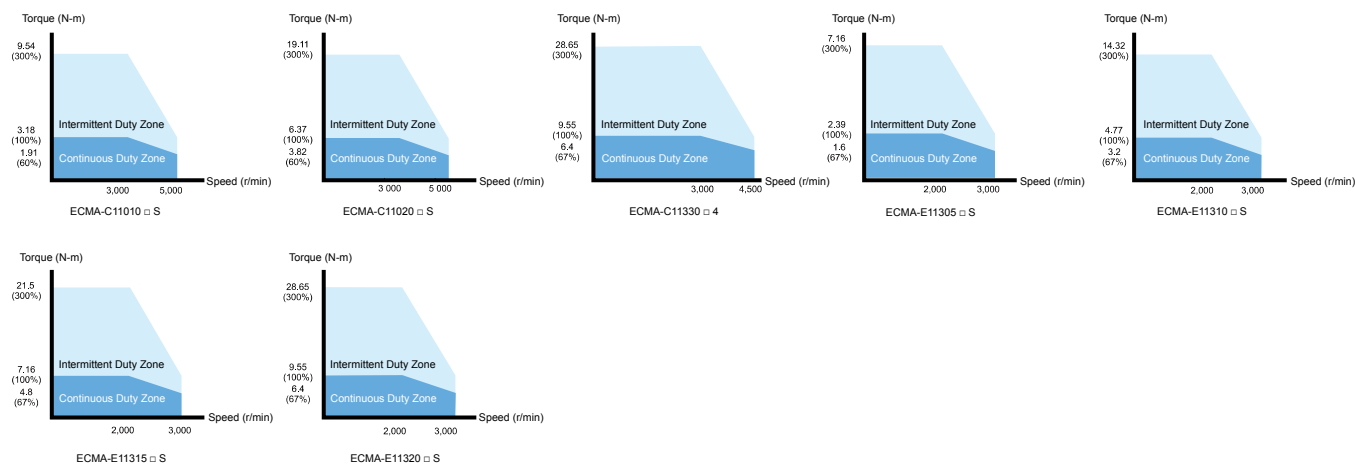 Torque (N-m)
9.54
(300%)
3.18
(100%)
1.91
(60%)
Intermittent Duty Zone
Continuous Duty Zone
3,000
5,000
Speed (r/min)
ECMA-C11010 □ S
Torque (N-m)
19.11
(300%)
6.37
(100%)
3.82
(60%)
Intermittent Duty Zone
Continuous Duty Zone
3 000
5 000
Speed (r/min)
ECMA-C11020 □ S
Torque (N-m)
28.65
(300%)
9.55
(100%)
6.4
(67%)
Intermittent Duty Zone
Continuous Duty Zone
3,000
4,500
Speed (r/min)
ECMA-C11330 □ 4
Torque (N-m)
7.16
(300%)
2.39
(100%)
1.6
(67%)
Intermittent Duty Zone
Continuous Duty Zone
2,000
3,000
Speed (r/min)
ECMA-E11305 □ S
Torque (N-m)
14.32
(300%)
4.77
(100%)
3.2
(67%)
Intermittent Duty Zone
Continuous Duty Zone
2,000
3,000
Speed (r/min)
ECMA-E11310 □ S
Torque (N-m)
21.5
(300%)
7.16
(100%)
4.8
(67%)
Intermittent Duty Zone
Continuous Duty Zone
2,000
3,000
Speed (r/min)
ECMA-E11315 □ S
Torque (N-m)
28.65
(300%)
9.55
(100%)
6.4
(67%)
Intermittent Duty Zone
Continuous Duty Zone
2,000
3,000
Speed (r/min)
ECMA-E11320 □ S